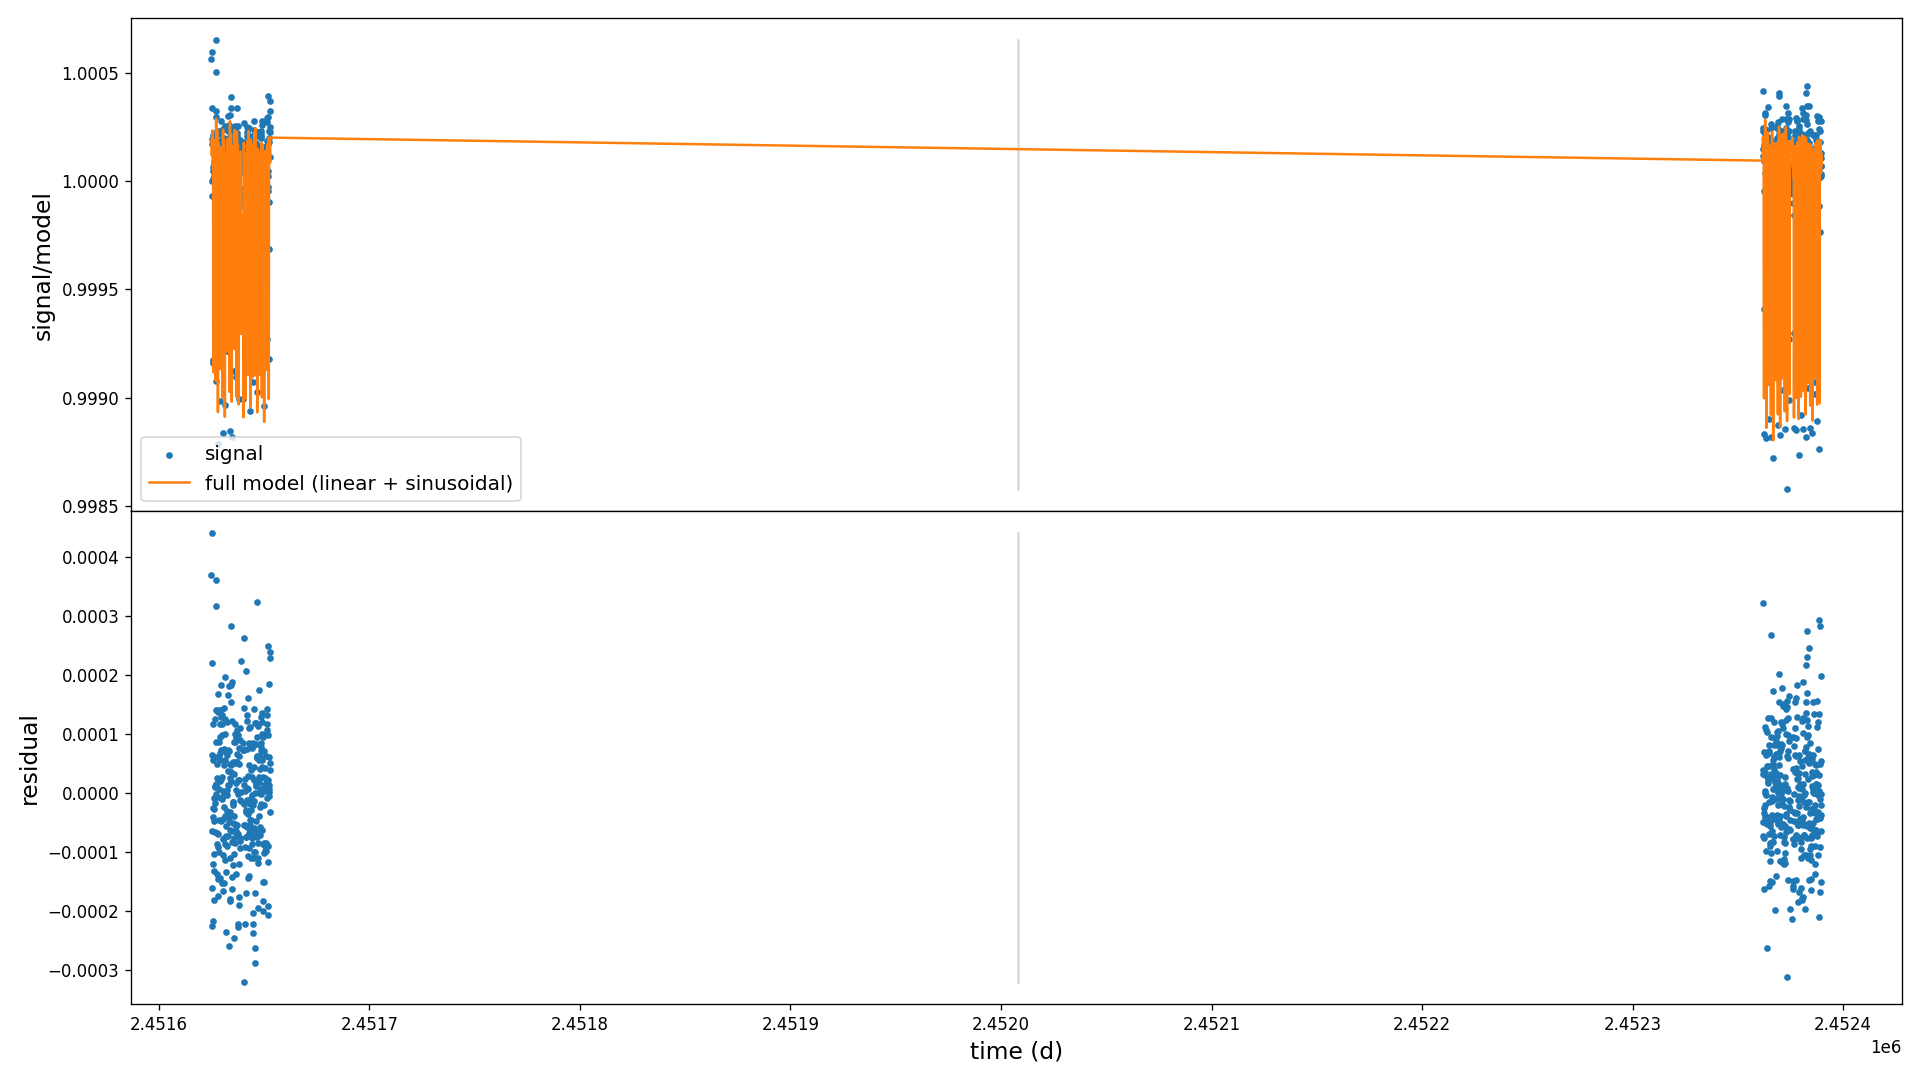 signal/model
1.0005
1.0000
0.9995
0.9990
0.9985
signal
full model (linear + sinusoidal)
residual
0.0004
0.0003
0.0002
0.0001
0.0000
−0.0001
−0.0002
−0.0003
2.4516 2.4517 2.4518 2.4519 2.4520 2.4521 2.4522 2.4523 2.4524
time (d)
1e6